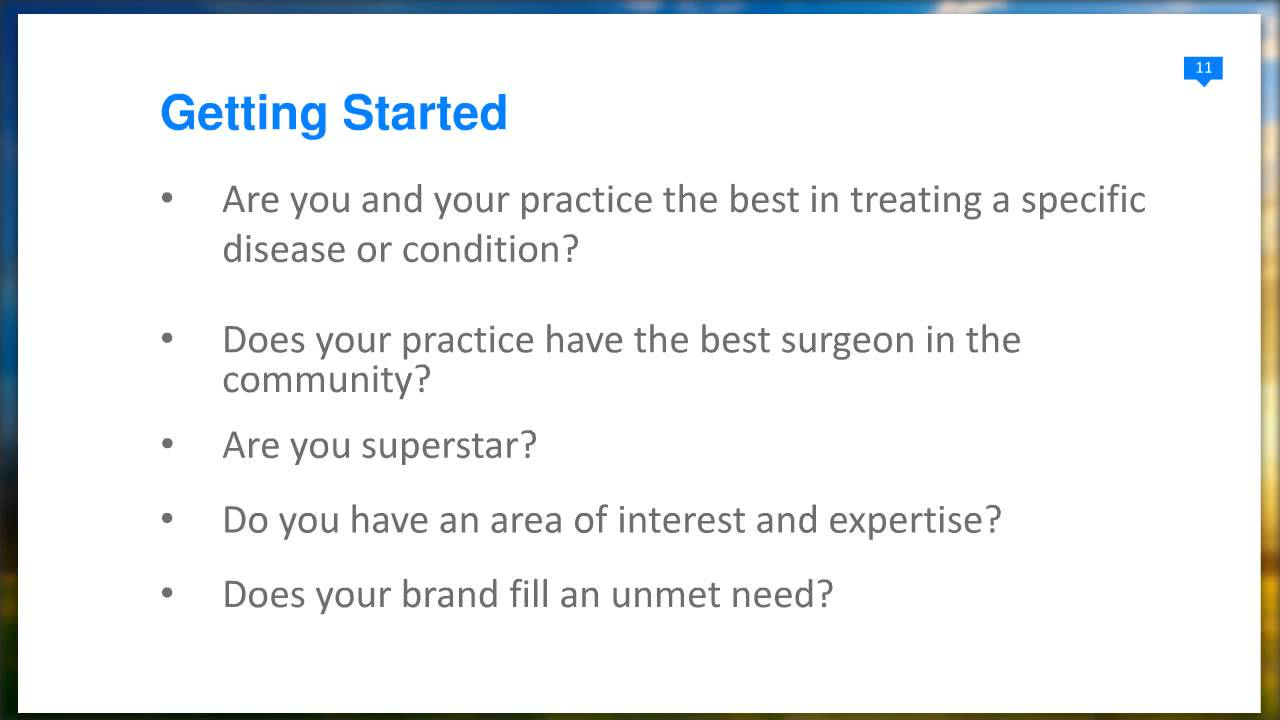 11
Getting Started
• Are you and your practice the best in treating a specific
disease or condition?
• Does your practice have the best surgeon in the
community?
• Are you superstar?
• Do you have an area of interest and expertise?
• Does your brand fill an unmet need?